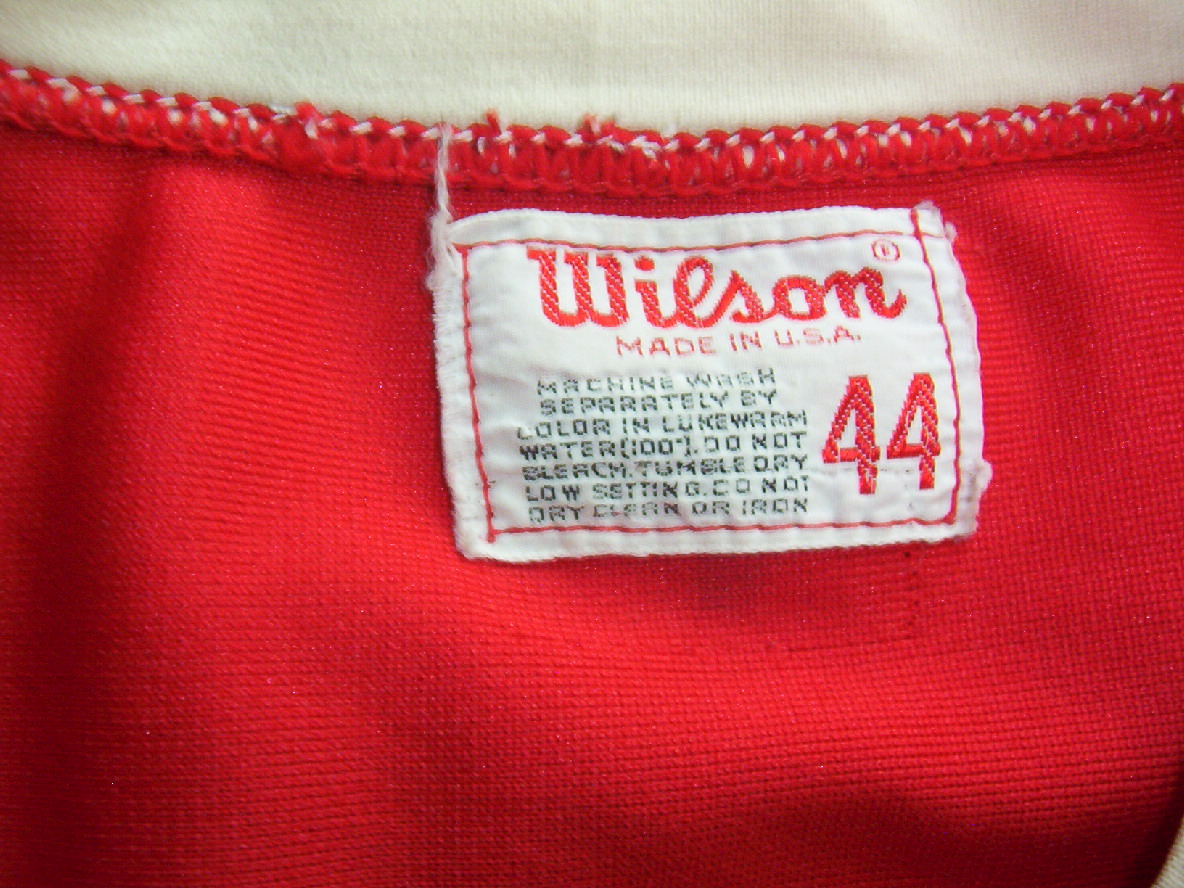 Wilson®
MADE IN U.S.A.
MACHINE WASH
SEPARATELY BY
COLOR IN LUKEWARM
WATER(100°).DO NOT
BLEACH.TUMBLE DRY
LOW SETTING.DO NOT
DRY CLEAN OR IRON
44